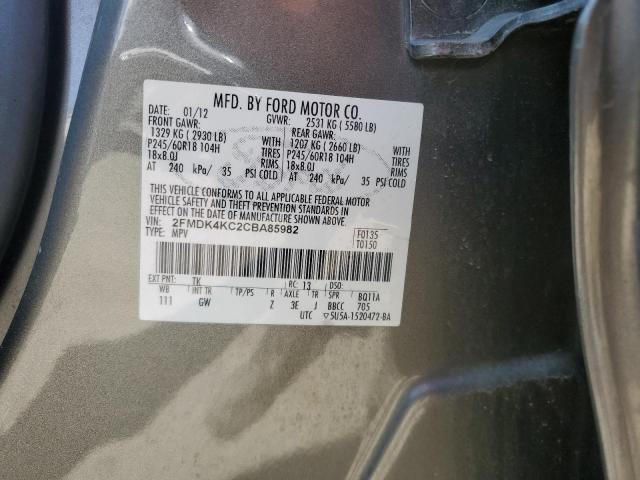 MFD. BY FORD MOTOR CO.
DATE: 01/12 GVWR: 2531 KG ( 5580 LB)
FRONT GAWR: REAR GAWR:
1329 KG ( 2930 LB) 1207 KG ( 2660 LB)
P245/60R18 104H TIRES P245/60R18 104H TIRES
18x8.0J RIMS 18x8.0J RIMS
AT 240 kPa/ 35 PSI COLD AT 240 kPa/ 35 PSI COLD
THIS VEHICLE CONFORMS TO ALL APPLICABLE FEDERAL MOTOR
VEHICLE SAFETY AND THEFT PREVENTION STANDARDS IN
EFFECT ON THE DATE OF MANUFACTURE SHOWN ABOVE.
VIN: 2FMDK4KC2CBA85982 F0135
TYPE: MPV T0150
EXT PNT: TK RC: 13 DSO:
WB INT TR TP/PS R AXLE TR SPR BQ11A
111 GW Z 3E J BBCC 705
UTC ▽5U5A-1520472-BA